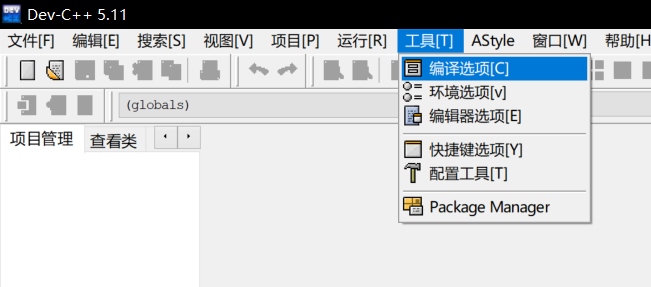 Dev-C++ 5.11
文件[F] 编辑[E] 搜索[S] 视图[V] 项目[P] 运行[R] 工具[T] AStyle 窗口[W] 帮助[H
编译选项[C]
环境选项[v]
(globals)
编辑器选项[E]
项目管理 查看类
快捷键选项[Y]
配置工具[T]
Package Manager